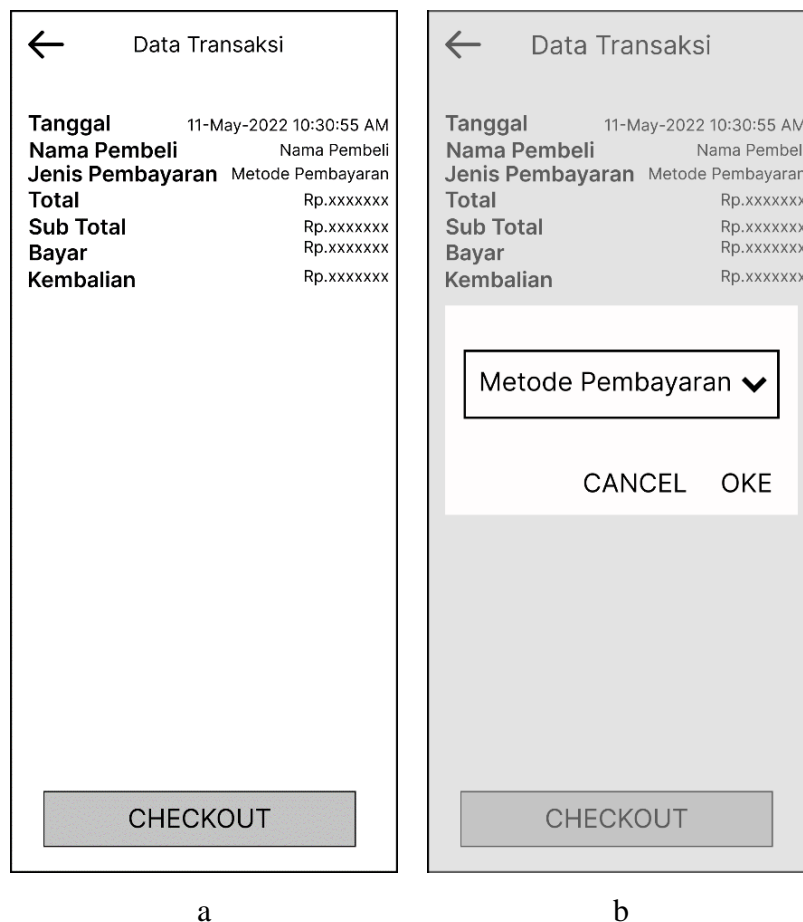 Data Transaksi
Tanggal 11-May-2022 10:30:55 AM
Nama Pembeli Nama Pembeli
Jenis Pembayaran Metode Pembayaran
Total Rp.xxxxxxx
Sub Total Rp.xxxxxxx
Bayar Rp.xxxxxxx
Kembalian Rp.xxxxxxx
CHECKOUT
a
Data Transaksi
Tanggal 11-May-2022 10:30:55 AM
Nama Pembeli Nama Pembeli
Jenis Pembayaran Metode Pembayaran
Total Rp.xxxxxxx
Sub Total Rp.xxxxxxx
Bayar Rp.xxxxxxx
Kembalian Rp.xxxxxxx
Metode Pembayaran
CANCEL OKE
CHECKOUT
b